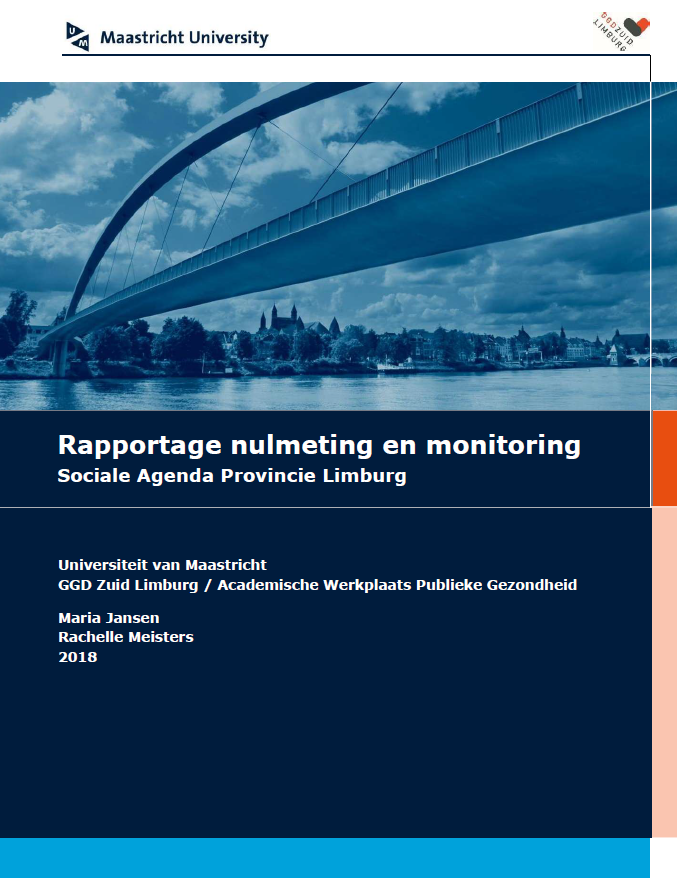 UM
Maastricht University
GGD ZUID
LIMBURG
Rapportage nulmeting en monitoring
Sociale Agenda Provincie Limburg
Universiteit van Maastricht
GGD Zuid Limburg / Academische Werkplaats Publieke Gezondheid
Maria Jansen
Rachelle Meisters
2018